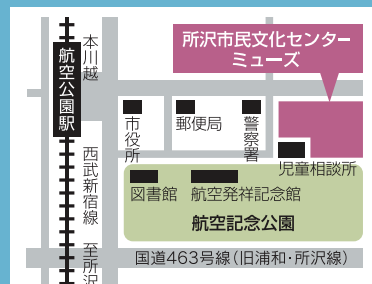 所沢市民文化センター
ミューズ
本川越
航空公園駅
市役所
郵便局
警察署
児童相談所
西武新宿線
図書館
航空発祥記念館
航空記念公園
至所沢
国道463号線(旧浦和・所沢線)